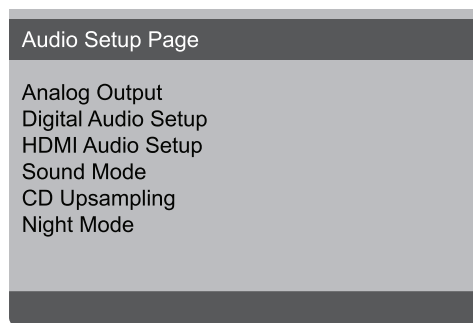 Audio Setup Page
Analog Output
Digital Audio Setup
HDMI Audio Setup
Sound Mode
CD Upsampling
Night Mode